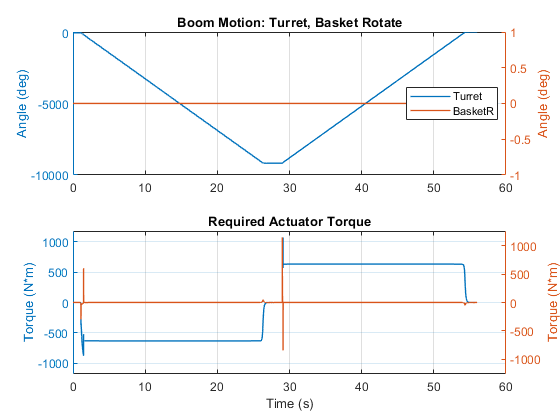 Boom Motion: Turret, Basket Rotate
Angle (deg)
0
-5000
-10000
1
0.5
0
-0.5
-1
Angle (deg)
Turret
BasketR
0 10 20 30 40 50 60
Required Actuator Torque
Torque (N*m)
1000
500
0
-500
-1000
1000
500
0
-500
-1000
Torque (N*m)
0 10 20 30 40 50 60
Time (s)